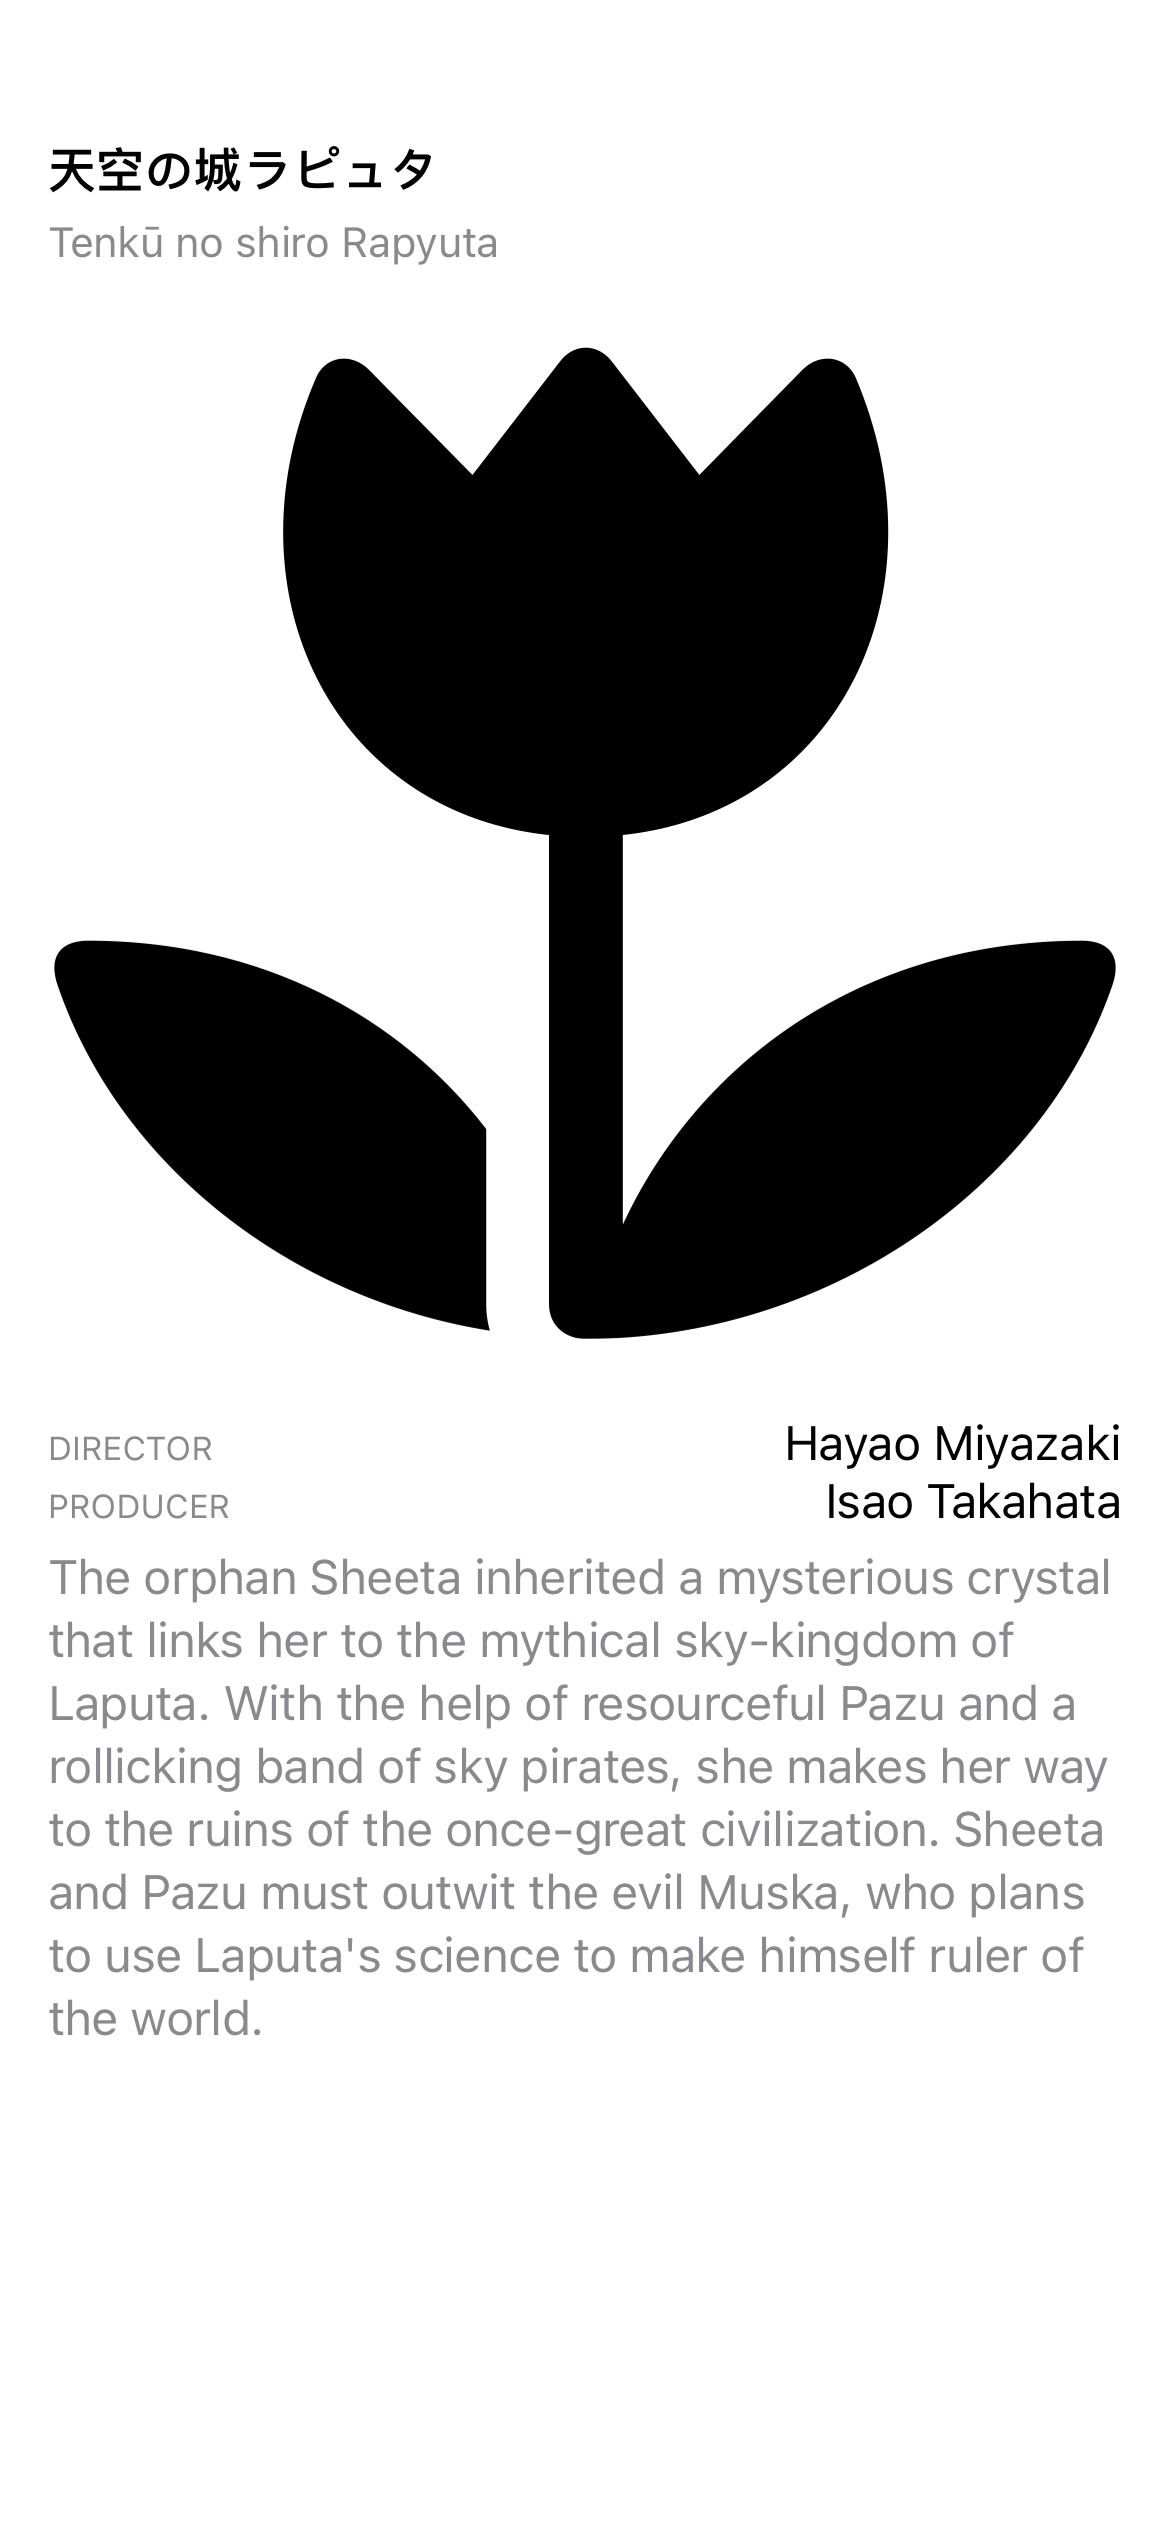 天空の城ラピュタ
Tenkū no shiro Rapyuta
DIRECTOR Hayao Miyazaki
PRODUCER Isao Takahata
The orphan Sheeta inherited a mysterious crystal
that links her to the mythical sky-kingdom of
Laputa. With the help of resourceful Pazu and a
rollicking band of sky pirates, she makes her way
to the ruins of the once-great civilization. Sheeta
and Pazu must outwit the evil Muska, who plans
to use Laputa's science to make himself ruler of
the world.